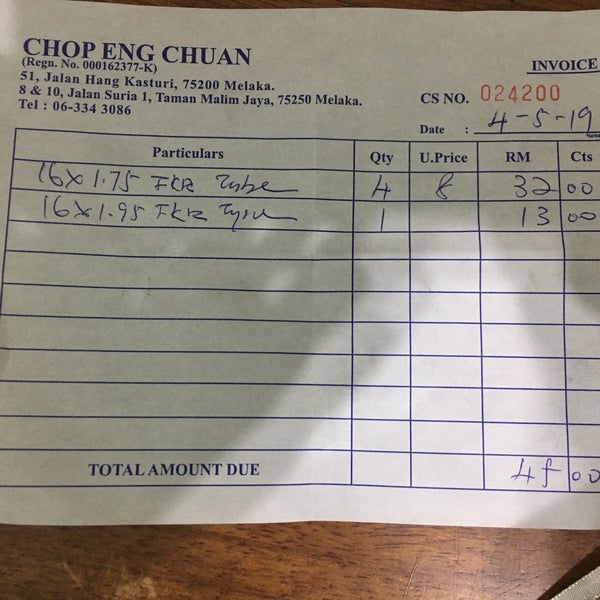 CHOP ENG CHUAN
(Regn. No. 000162377-K)
51, Jalan Hang Kasturi, 75200 Melaka.
8 & 10, Jalan Suria 1, Taman Malim Jaya, 75250 Melaka.
Tel : 06-334 3086
INVOICE
CS NO. 024200
Date : 4-5-19
Particulars Qty U.Price RM Cts
16x1.75 FKR Tube 4 8 32 00
16x1.95 FKR Tyre 1 13 00
TOTAL AMOUNT DUE 45 00